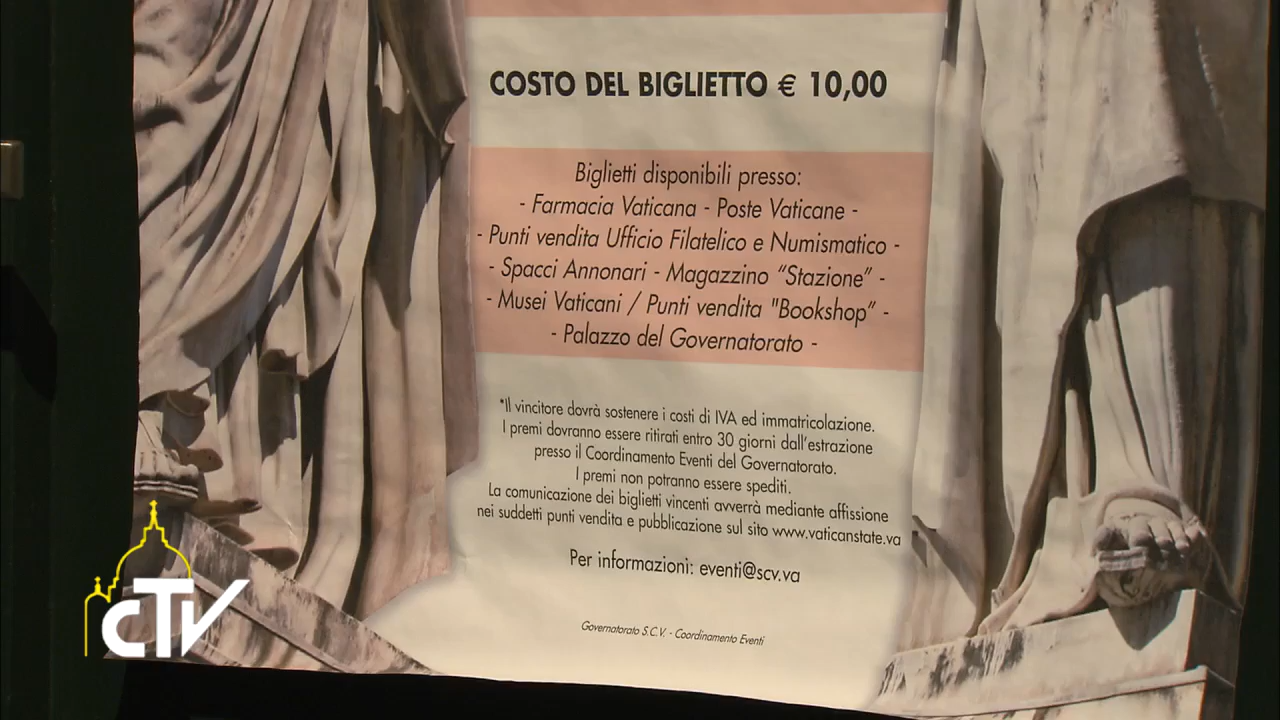 COSTO DEL BIGLIETTO € 10,00
Biglietti disponibili presso:
- Farmacia Vaticana - Poste Vaticane -
- Punti vendita Ufficio Filatelico e Numismatico -
- Spacci Annonari - Magazzino “Stazione” -
- Musei Vaticani / Punti vendita "Bookshop” -
- Palazzo del Governatorato -
*Il vincitore dovrà sostenere i costi di IVA ed immatricolazione.
I premi dovranno essere ritirati entro 30 giorni dall'estrazione
presso il Coordinamento Eventi del Governatorato.
I premi non potranno essere spediti.
La comunicazione dei biglietti vincenti avverrà mediante affissione
nei suddetti punti vendita e pubblicazione sul sito www.vaticanstate.va
Per informazioni: eventi@scv.va
Governatorato S.C.V. - Coordinamento Eventi
CTV